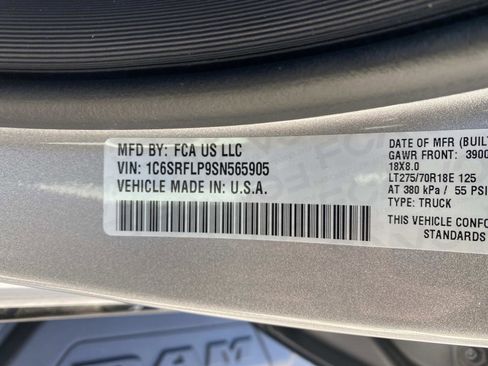 MFD BY: FCA US LLC
VIN: 1C6SRFLP9SN565905
VEHICLE MADE IN: U.S.A.
DATE OF MFR (BUIL
GAWR FRONT: 3900
18X8.0
LT275/70R18E 125
AT 380 kPa / 55 PSI
TYPE: TRUCK
THIS VEHICLE CONFO
STANDARDS
RAM